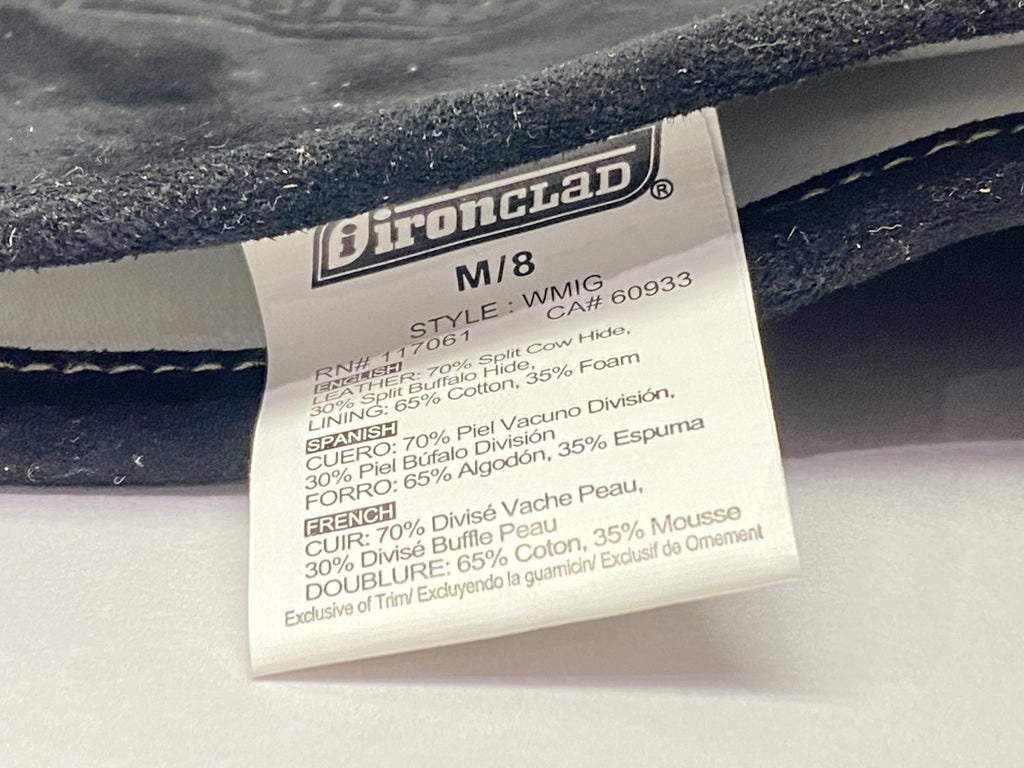 ironclad ®
M/8
STYLE : WMIG
RN# 117061 CA# 60933
ENGLISH
LEATHER: 70% Split Cow Hide,
30% Split Buffalo Hide,
LINING: 65% Cotton, 35% Foam
SPANISH
CUERO: 70% Piel Vacuno División,
30% Piel Búfalo División
FORRO: 65% Algodón, 35% Espuma
FRENCH
CUIR: 70% Divisé Vache Peau,
30% Divisé Buffle Peau
DOUBLURE: 65% Coton, 35% Mousse
Exclusive of Trim/ Excluyendo la guarnicin/ Exclusif de Ornement